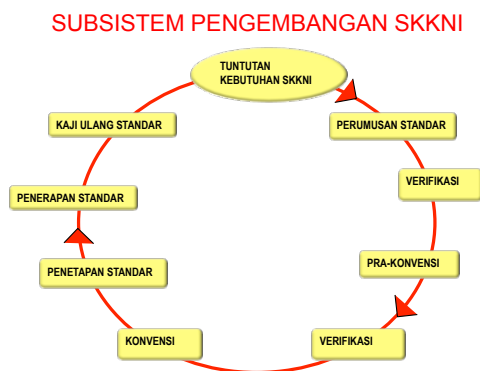 SUBSISTEM PENGEMBANGAN SKKNI
TUNTUTAN
KEBUTUHAN SKKNI
PERUMUSAN STANDAR
VERIFIKASI
PRA-KONVENSI
VERIFIKASI
KONVENSI
PENETAPAN STANDAR
PENERAPAN STANDAR
KAJI ULANG STANDAR